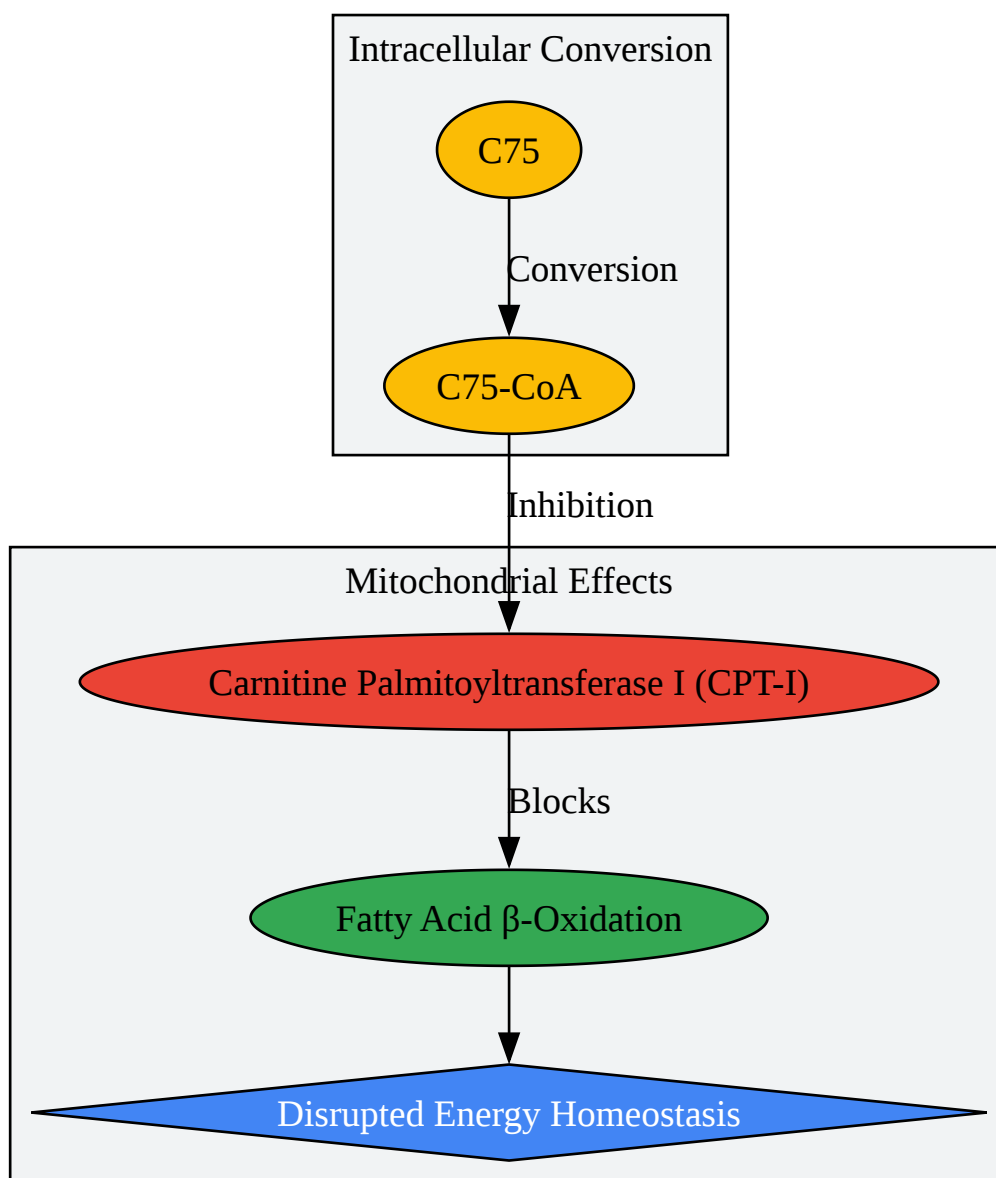 Intracellular Conversion
C75
Conversion
C75-CoA
Inhibition
Mitochondrial Effects
Carnitine Palmitoyltransferase I (CPT-I)
Blocks
Fatty Acid β-Oxidation
Disrupted Energy Homeostasis